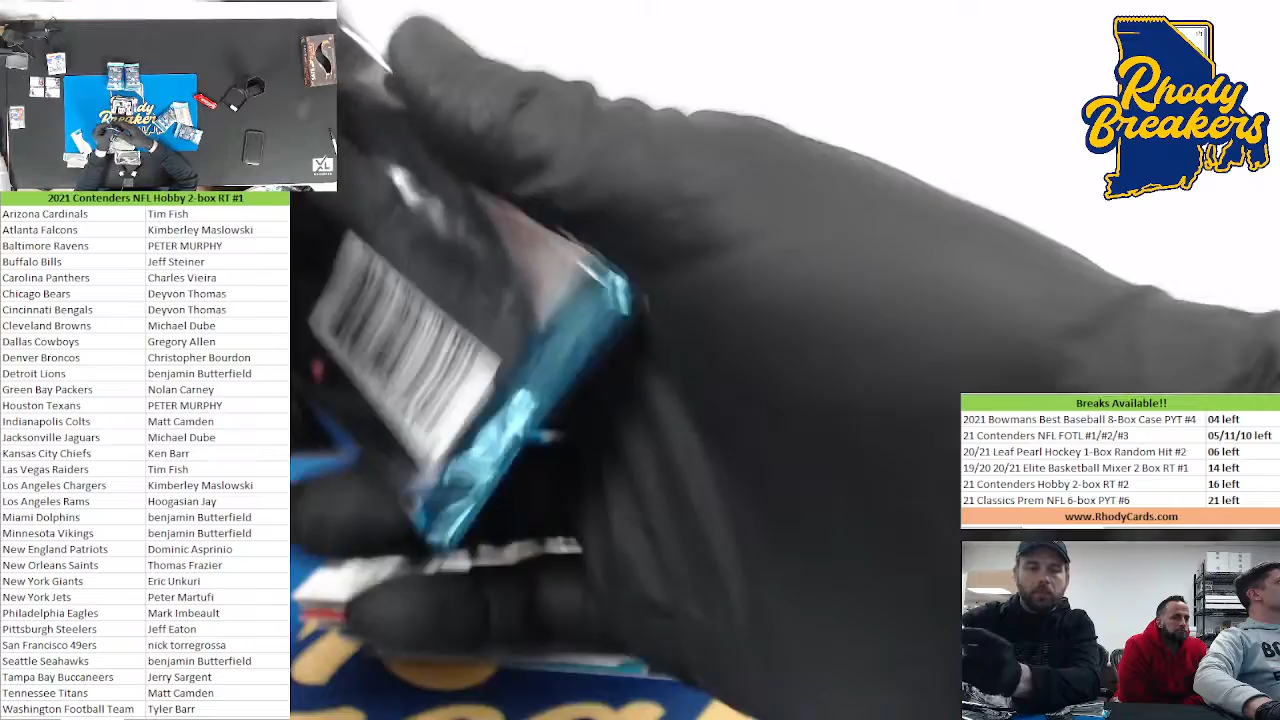 Rhody
Breakers
2021 Contenders NFL Hobby 2-box RT #1
Arizona Cardinals Tim Fish
Atlanta Falcons Kimberley Maslowski
Baltimore Ravens PETER MURPHY
Buffalo Bills Jeff Steiner
Carolina Panthers Charles Vieira
Chicago Bears Deyvon Thomas
Cincinnati Bengals Deyvon Thomas
Cleveland Browns Michael Dube
Dallas Cowboys Gregory Allen
Denver Broncos Christopher Bourdon
Detroit Lions benjamin Butterfield
Green Bay Packers Nolan Carney
Houston Texans PETER MURPHY
Indianapolis Colts Matt Camden
Jacksonville Jaguars Michael Dube
Kansas City Chiefs Ken Barr
Las Vegas Raiders Tim Fish
Los Angeles Chargers Kimberley Maslowski
Los Angeles Rams Hoogasian Jay
Miami Dolphins benjamin Butterfield
Minnesota Vikings benjamin Butterfield
New England Patriots Dominic Asprinio
New Orleans Saints Thomas Frazier
New York Giants Eric Unkuri
New York Jets Peter Martufi
Philadelphia Eagles Mark Imbeault
Pittsburgh Steelers Jeff Eaton
San Francisco 49ers nick torregrossa
Seattle Seahawks benjamin Butterfield
Tampa Bay Buccaneers Jerry Sargent
Tennessee Titans Matt Camden
Washington Football Team Tyler Barr
Breaks Available!!
2021 Bowmans Best Baseball 8-Box Case PYT #4 04 left
21 Contenders NFL FOTL #1/#2/#3 05/11/10 left
20/21 Leaf Pearl Hockey 1-Box Random Hit #2 06 left
19/20 20/21 Elite Basketball Mixer 2 Box RT #1 14 left
21 Contenders Hobby 2-box RT #2 16 left
21 Classics Prem NFL 6-box PYT #6 21 left
www.RhodyCards.com